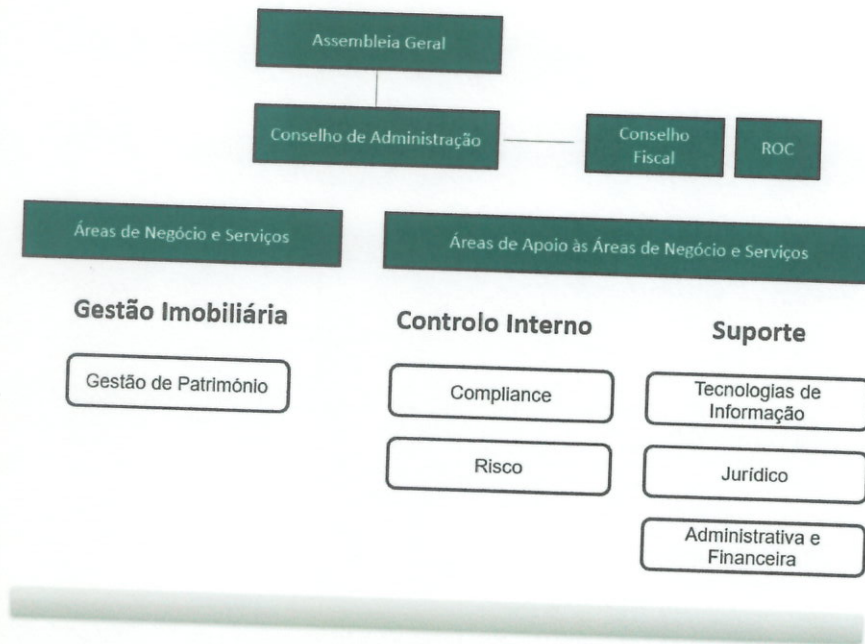 Assembleia Geral
Conselho de Administração
Conselho
Fiscal
ROC
Áreas de Negócio e Serviços
Áreas de Apoio às Áreas de Negócio e Serviços
Gestão Imobiliária
Controlo Interno
Suporte
Gestão de Património
Compliance
Tecnologias de
Informação
Risco
Jurídico
Administrativa e
Financeira